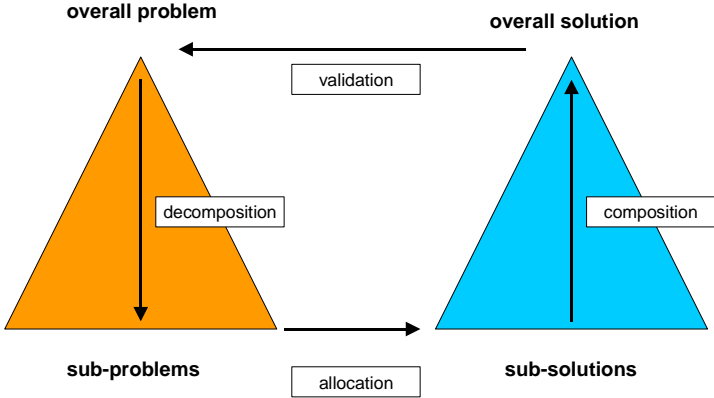 overall problem
overall solution
validation
decomposition
composition
sub-problems
sub-solutions
allocation